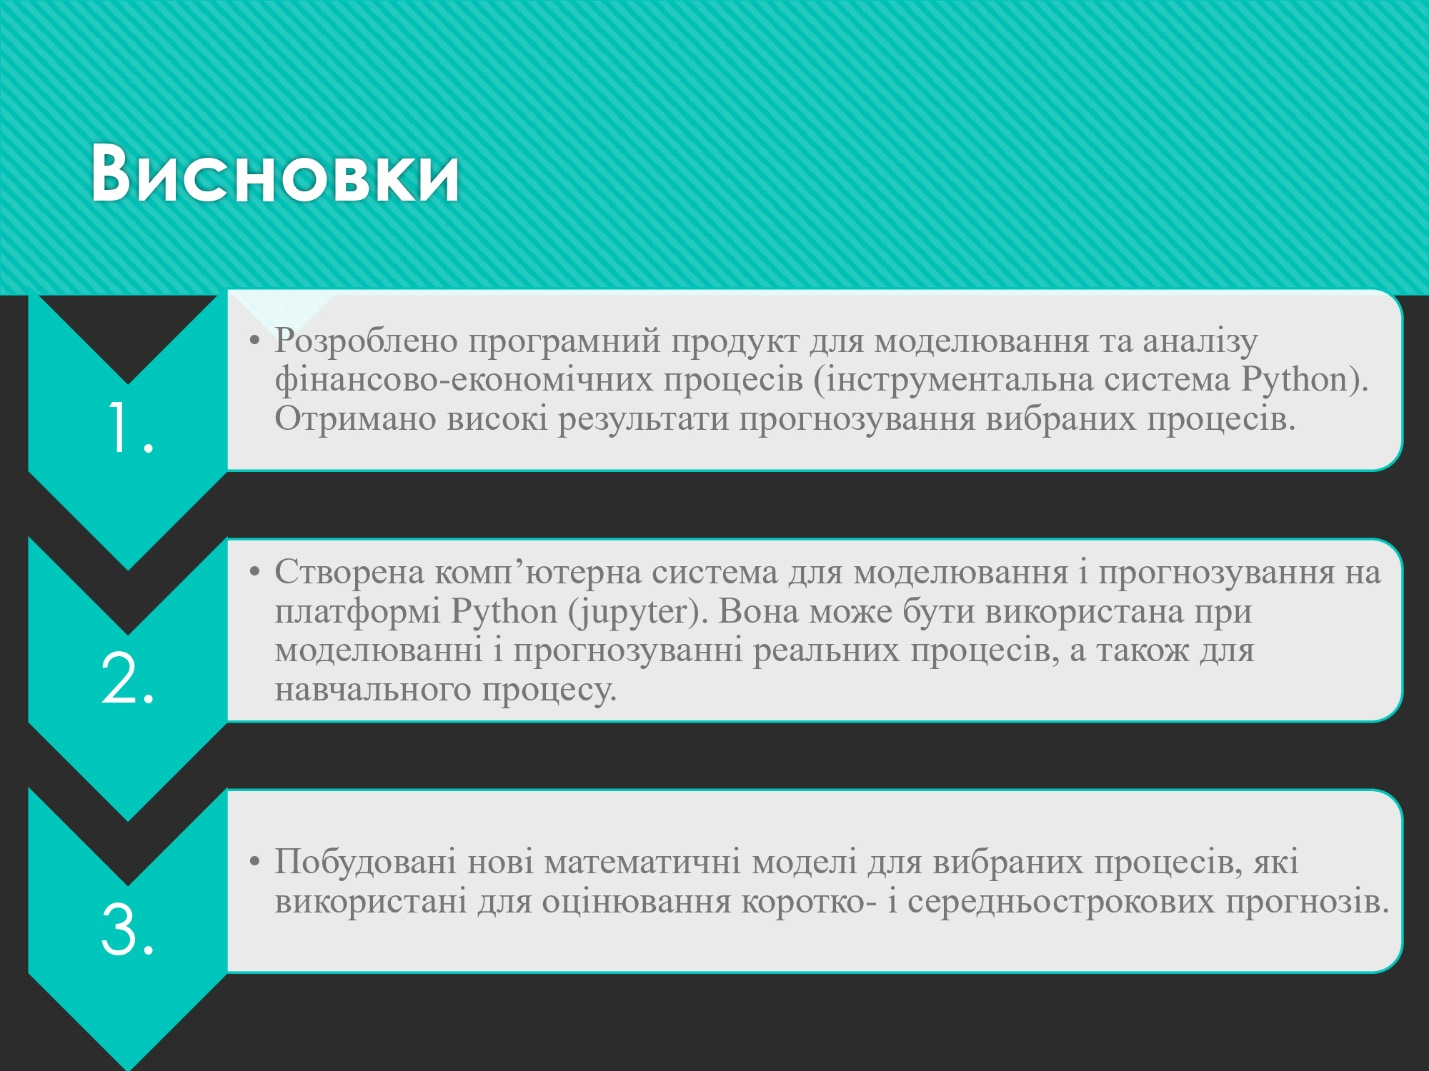 Висновки
1.
• Розроблено програмний продукт для моделювання та аналізу
фінансово-економічних процесів (інструментальна система Python).
Отримано високі результати прогнозування вибраних процесів.
2.
• Створена комп’ютерна система для моделювання і прогнозування на
платформі Python (jupyter). Вона може бути використана при
моделюванні і прогнозуванні реальних процесів, а також для
навчального процесу.
3.
• Побудовані нові математичні моделі для вибраних процесів, які
використані для оцінювання коротко- і середньострокових прогнозів.